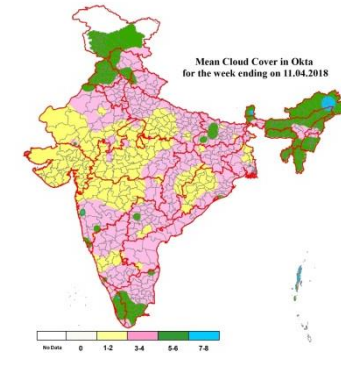 Mean Cloud Cover in Okta
for the week ending on 11.04.2018
No Data 0 1-2 3-4 5-6 7-8